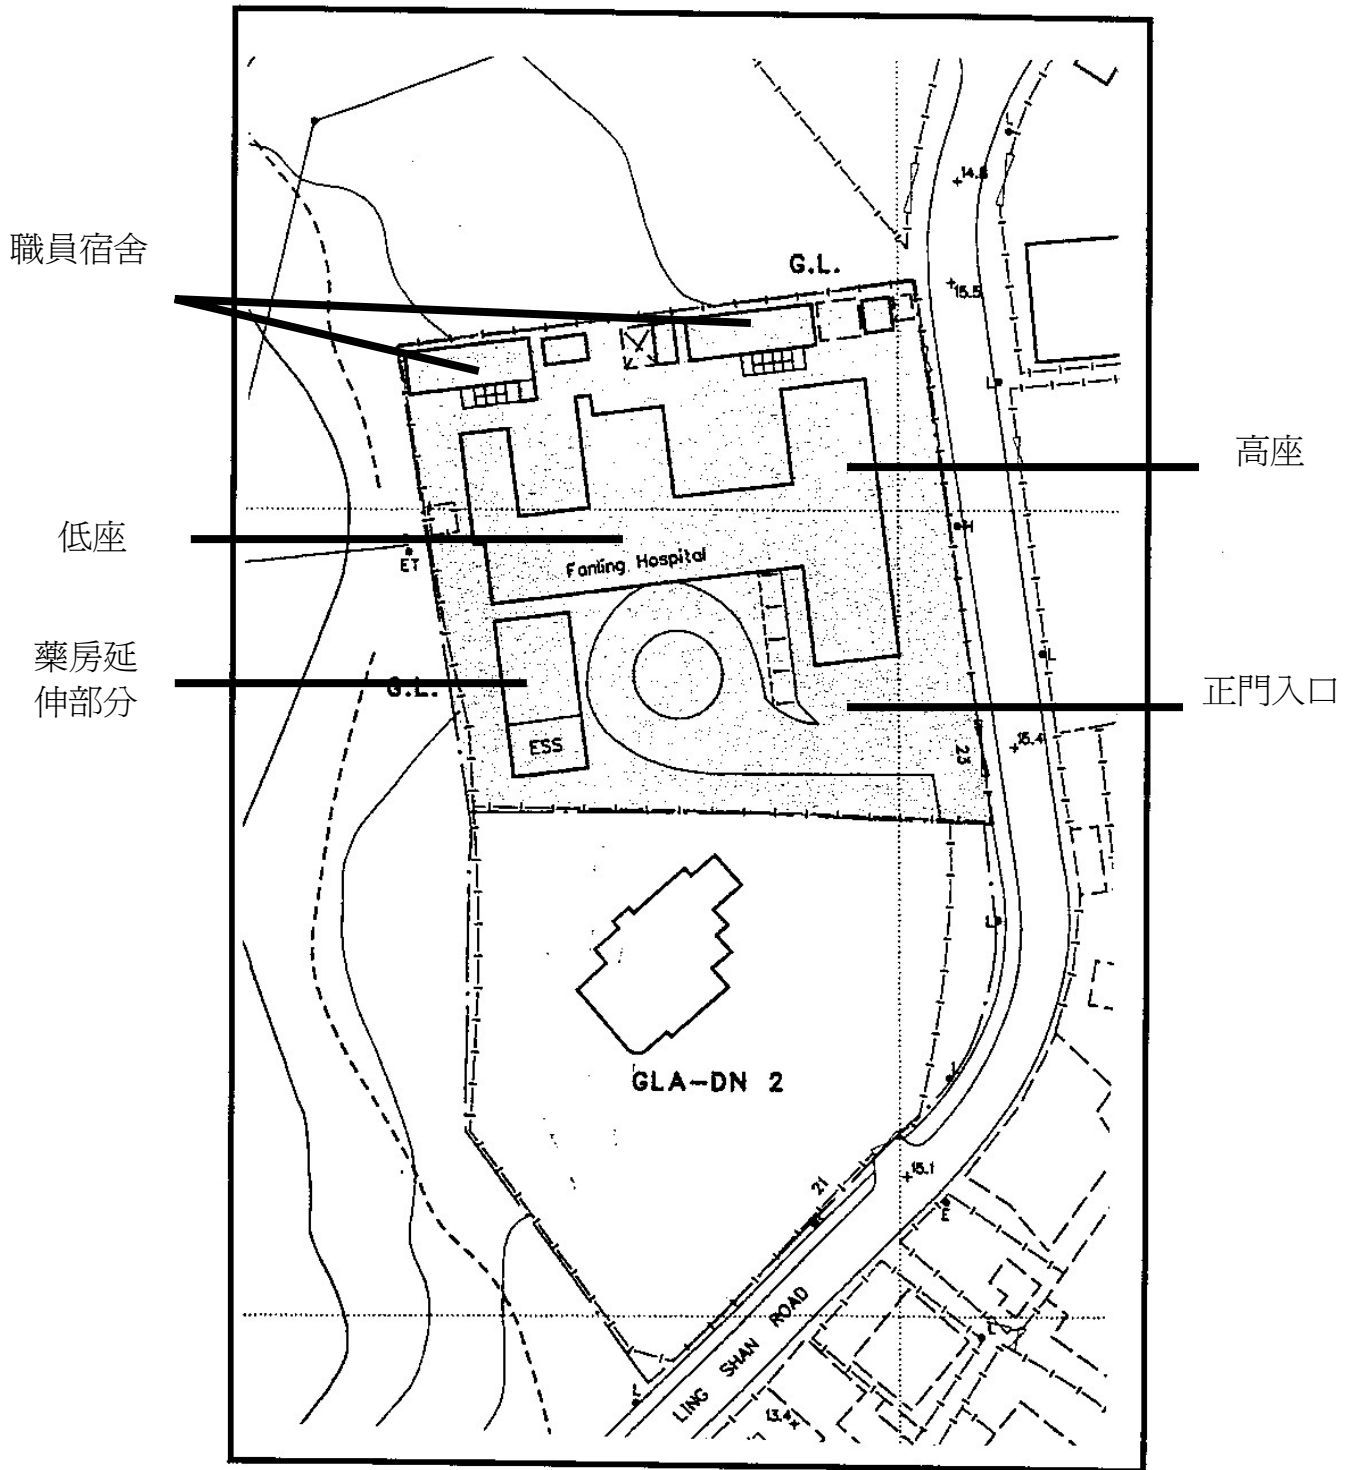 14.8
職員宿舍
G.L.
15.5
高座
H
低座
Fanling Hospital
ET
藥房延
伸部分
G.L.
L
正門入口
ESS
23
15.4
GLA-DN 2
15.1
21
E
LING SHAN ROAD
13.4